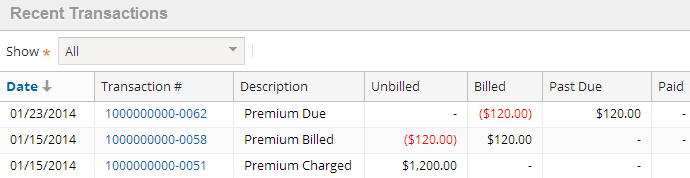 Recent Transactions
Show * All
Date ↓ Transaction # Description Unbilled Billed Past Due Paid
01/23/2014 1000000000-0062 Premium Due - ($120.00) $120.00 -
01/15/2014 1000000000-0058 Premium Billed ($120.00) $120.00 - -
01/15/2014 1000000000-0051 Premium Charged $1,200.00 - - -